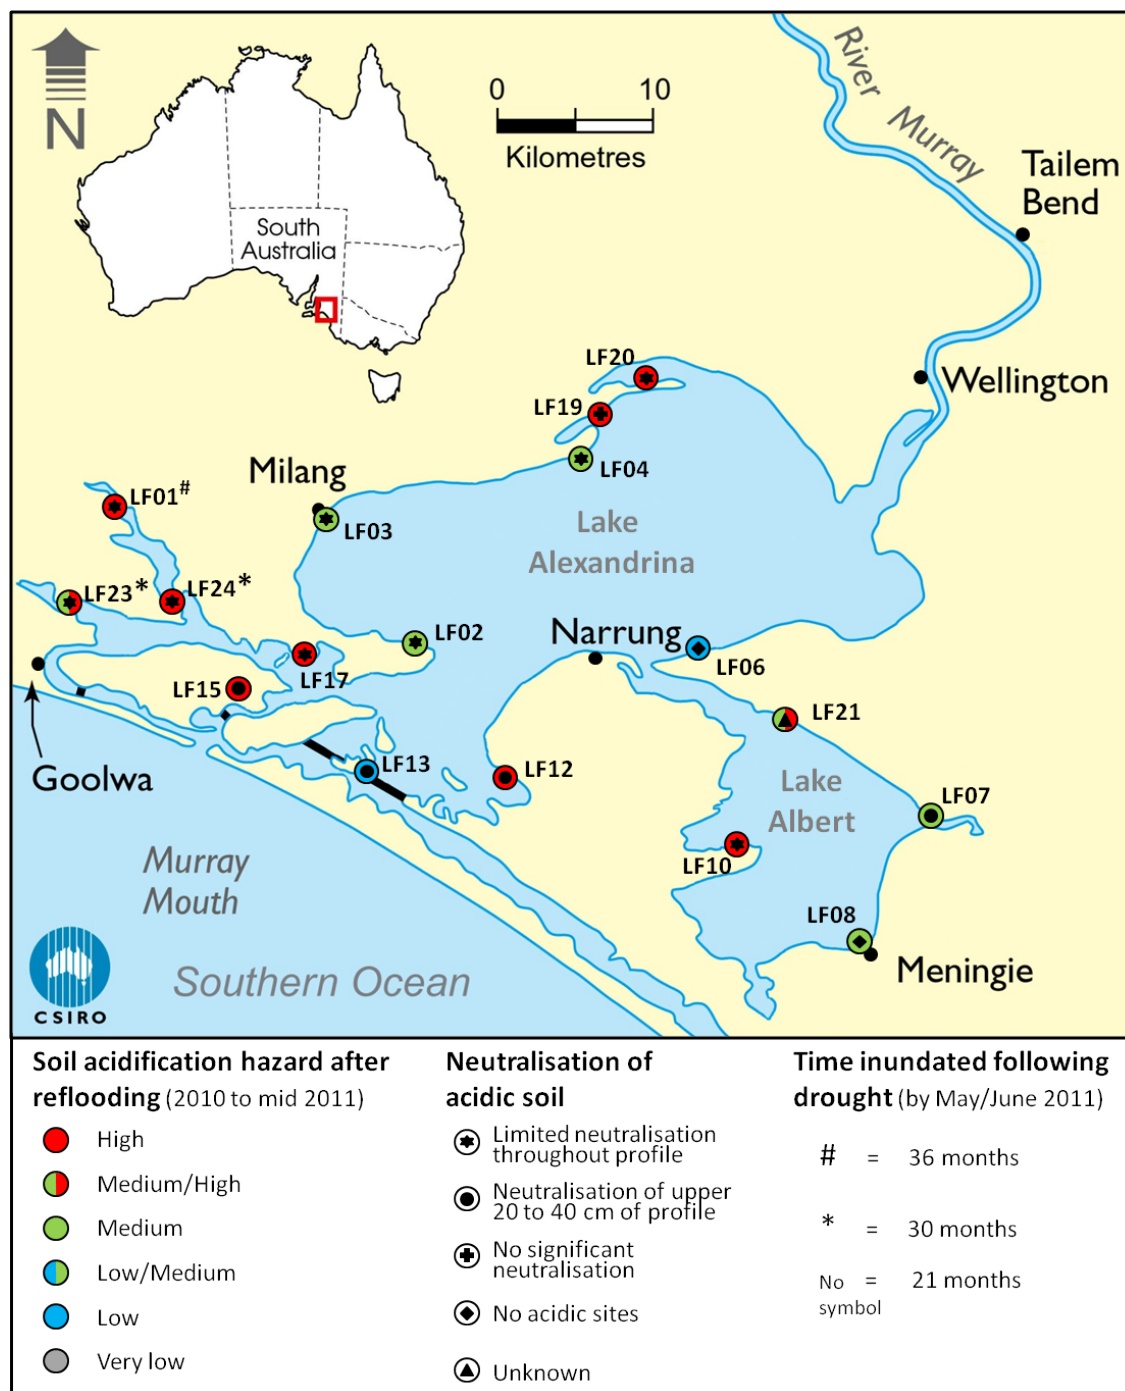 N
0 10
Kilometres
River Murray
Tailem
Bend
South
Australia
Wellington
LF20
LF19
LF04
Milang
LF01#
LF03
Lake
Alexandrina
LF23*
LF24*
LF02
Narrung
LF06
LF17
LF15
LF21
Goolwa
LF13
LF12
Lake
Albert
LF07
LF10
Murray
Mouth
LF08
Meningie
Southern Ocean
CSIRO
Soil acidification hazard after
reflooding (2010 to mid 2011)
High
Medium/High
Medium
Low/Medium
Low
Very low
Neutralisation of
acidic soil
Limited neutralisation
throughout profile
Neutralisation of upper
20 to 40 cm of profile
No significant
neutralisation
No acidic sites
Unknown
Time inundated following
drought (by May/June 2011)
# = 36 months
* = 30 months
No = 21 months
symbol